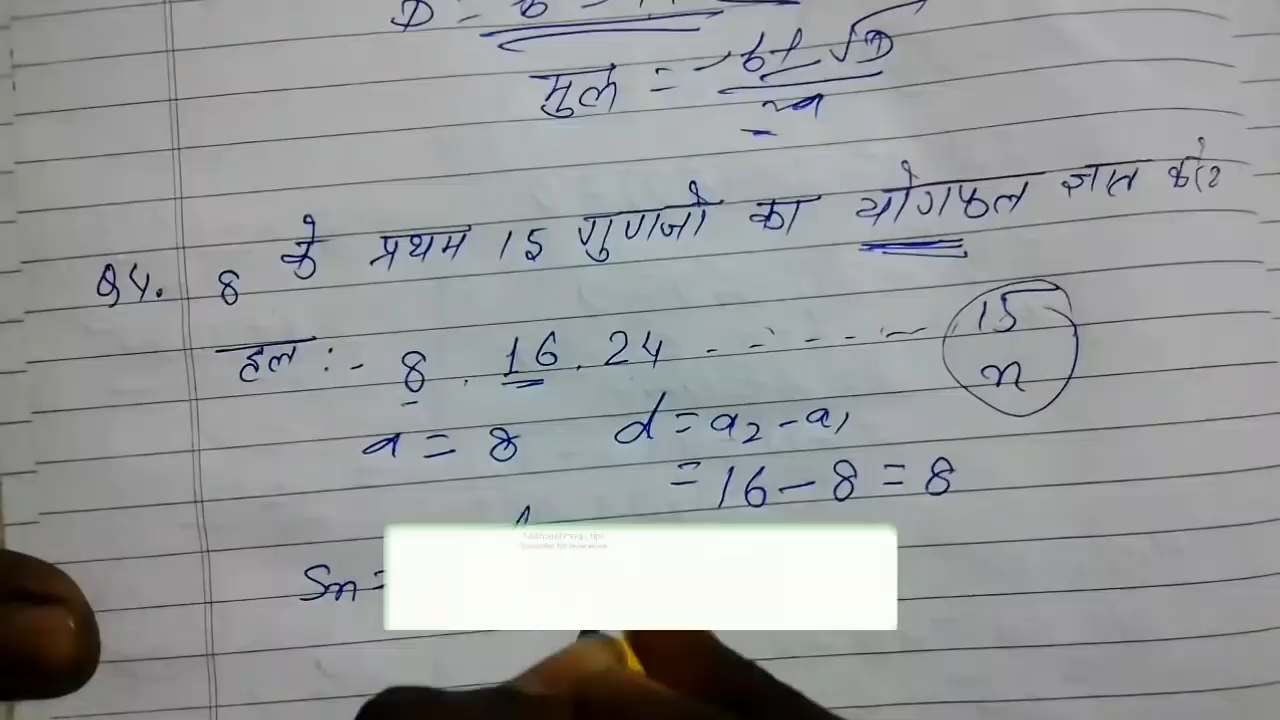 D =
मुल = -b± √D
2a
Q4. 8 के प्रथम 15 गुणजो का योगफल ज्ञात करे
हल :- 8 . 16 . 24 - - - - - - 15
n
a = 8 d = a₂ - a₁
= 16 - 8 = 8
Sn =